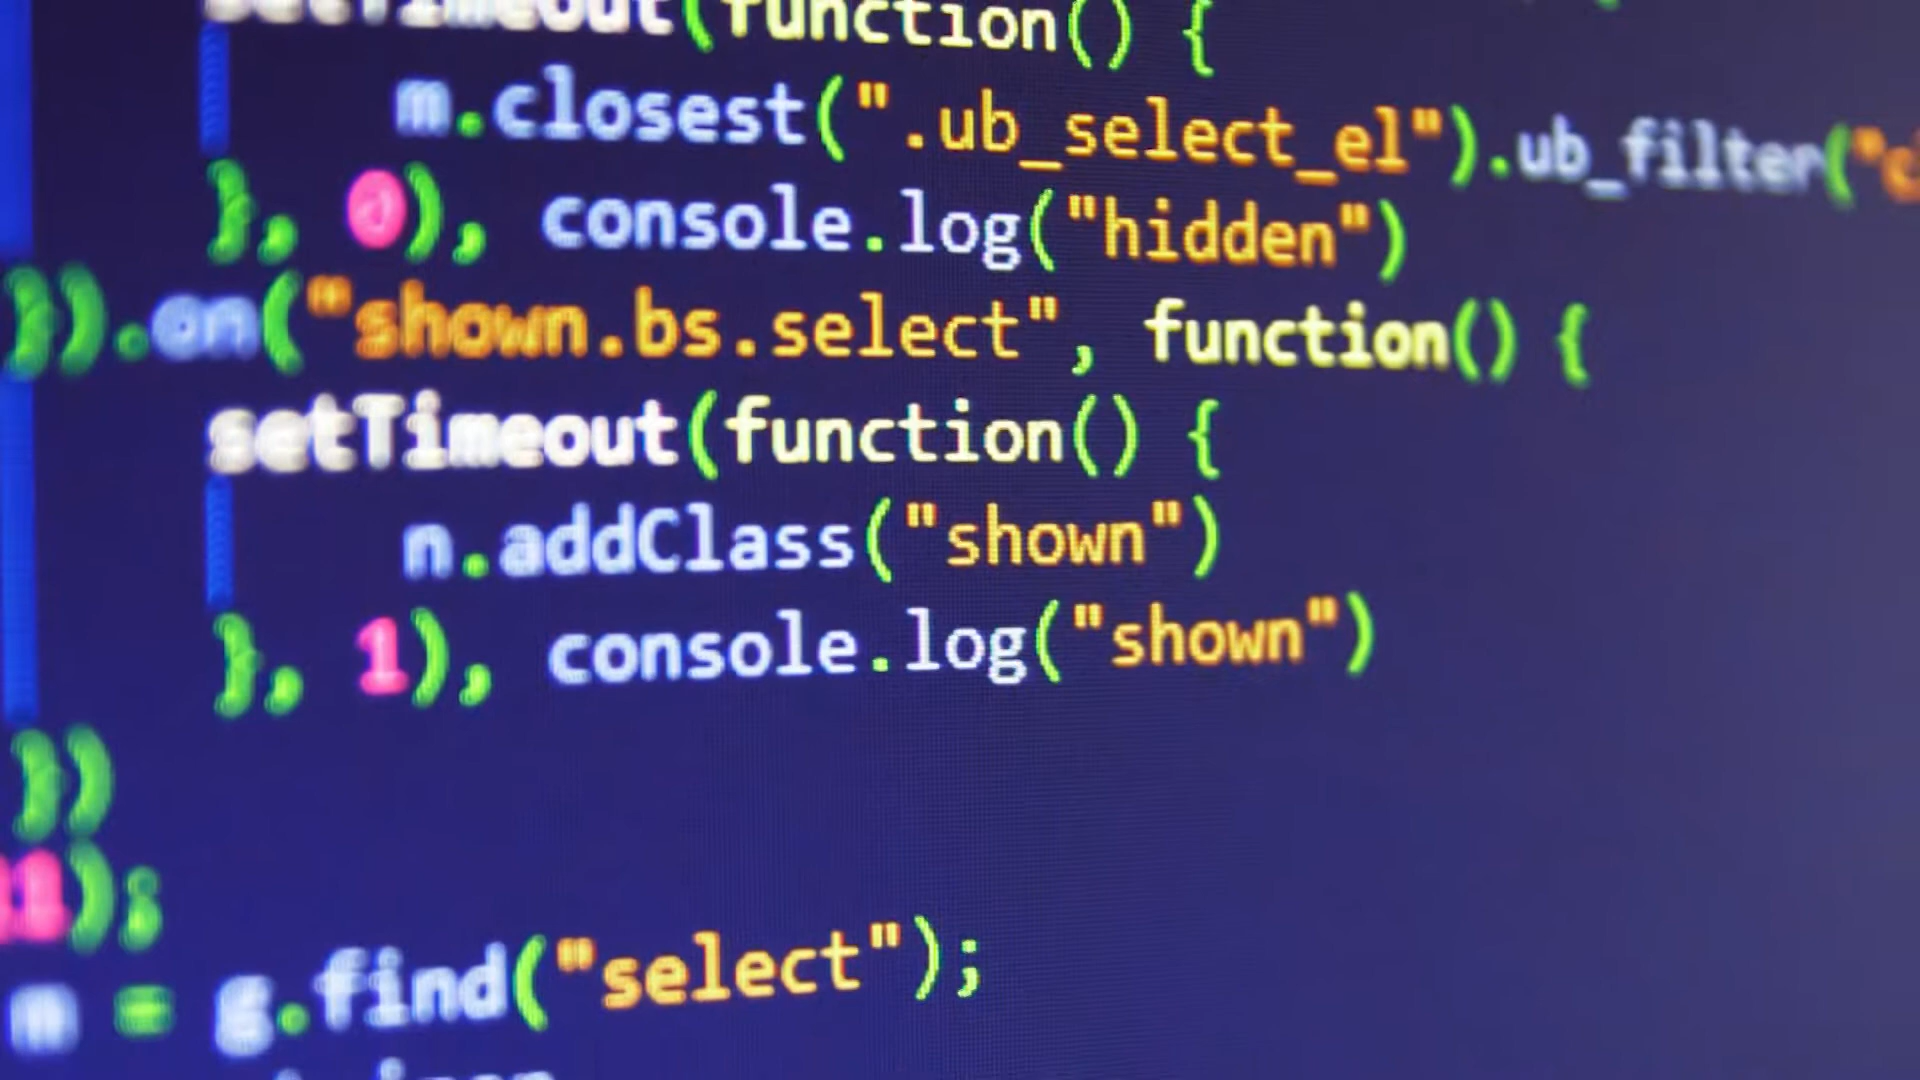 setTimeout(function() {
m.closest(".ub_select_el").ub_filter("c
}, 0), console.log("hidden")
}).on("shown.bs.select", function() {
setTimeout(function() {
n.addClass("shown")
}, 1), console.log("shown")
})
1);
m = g.find("select");